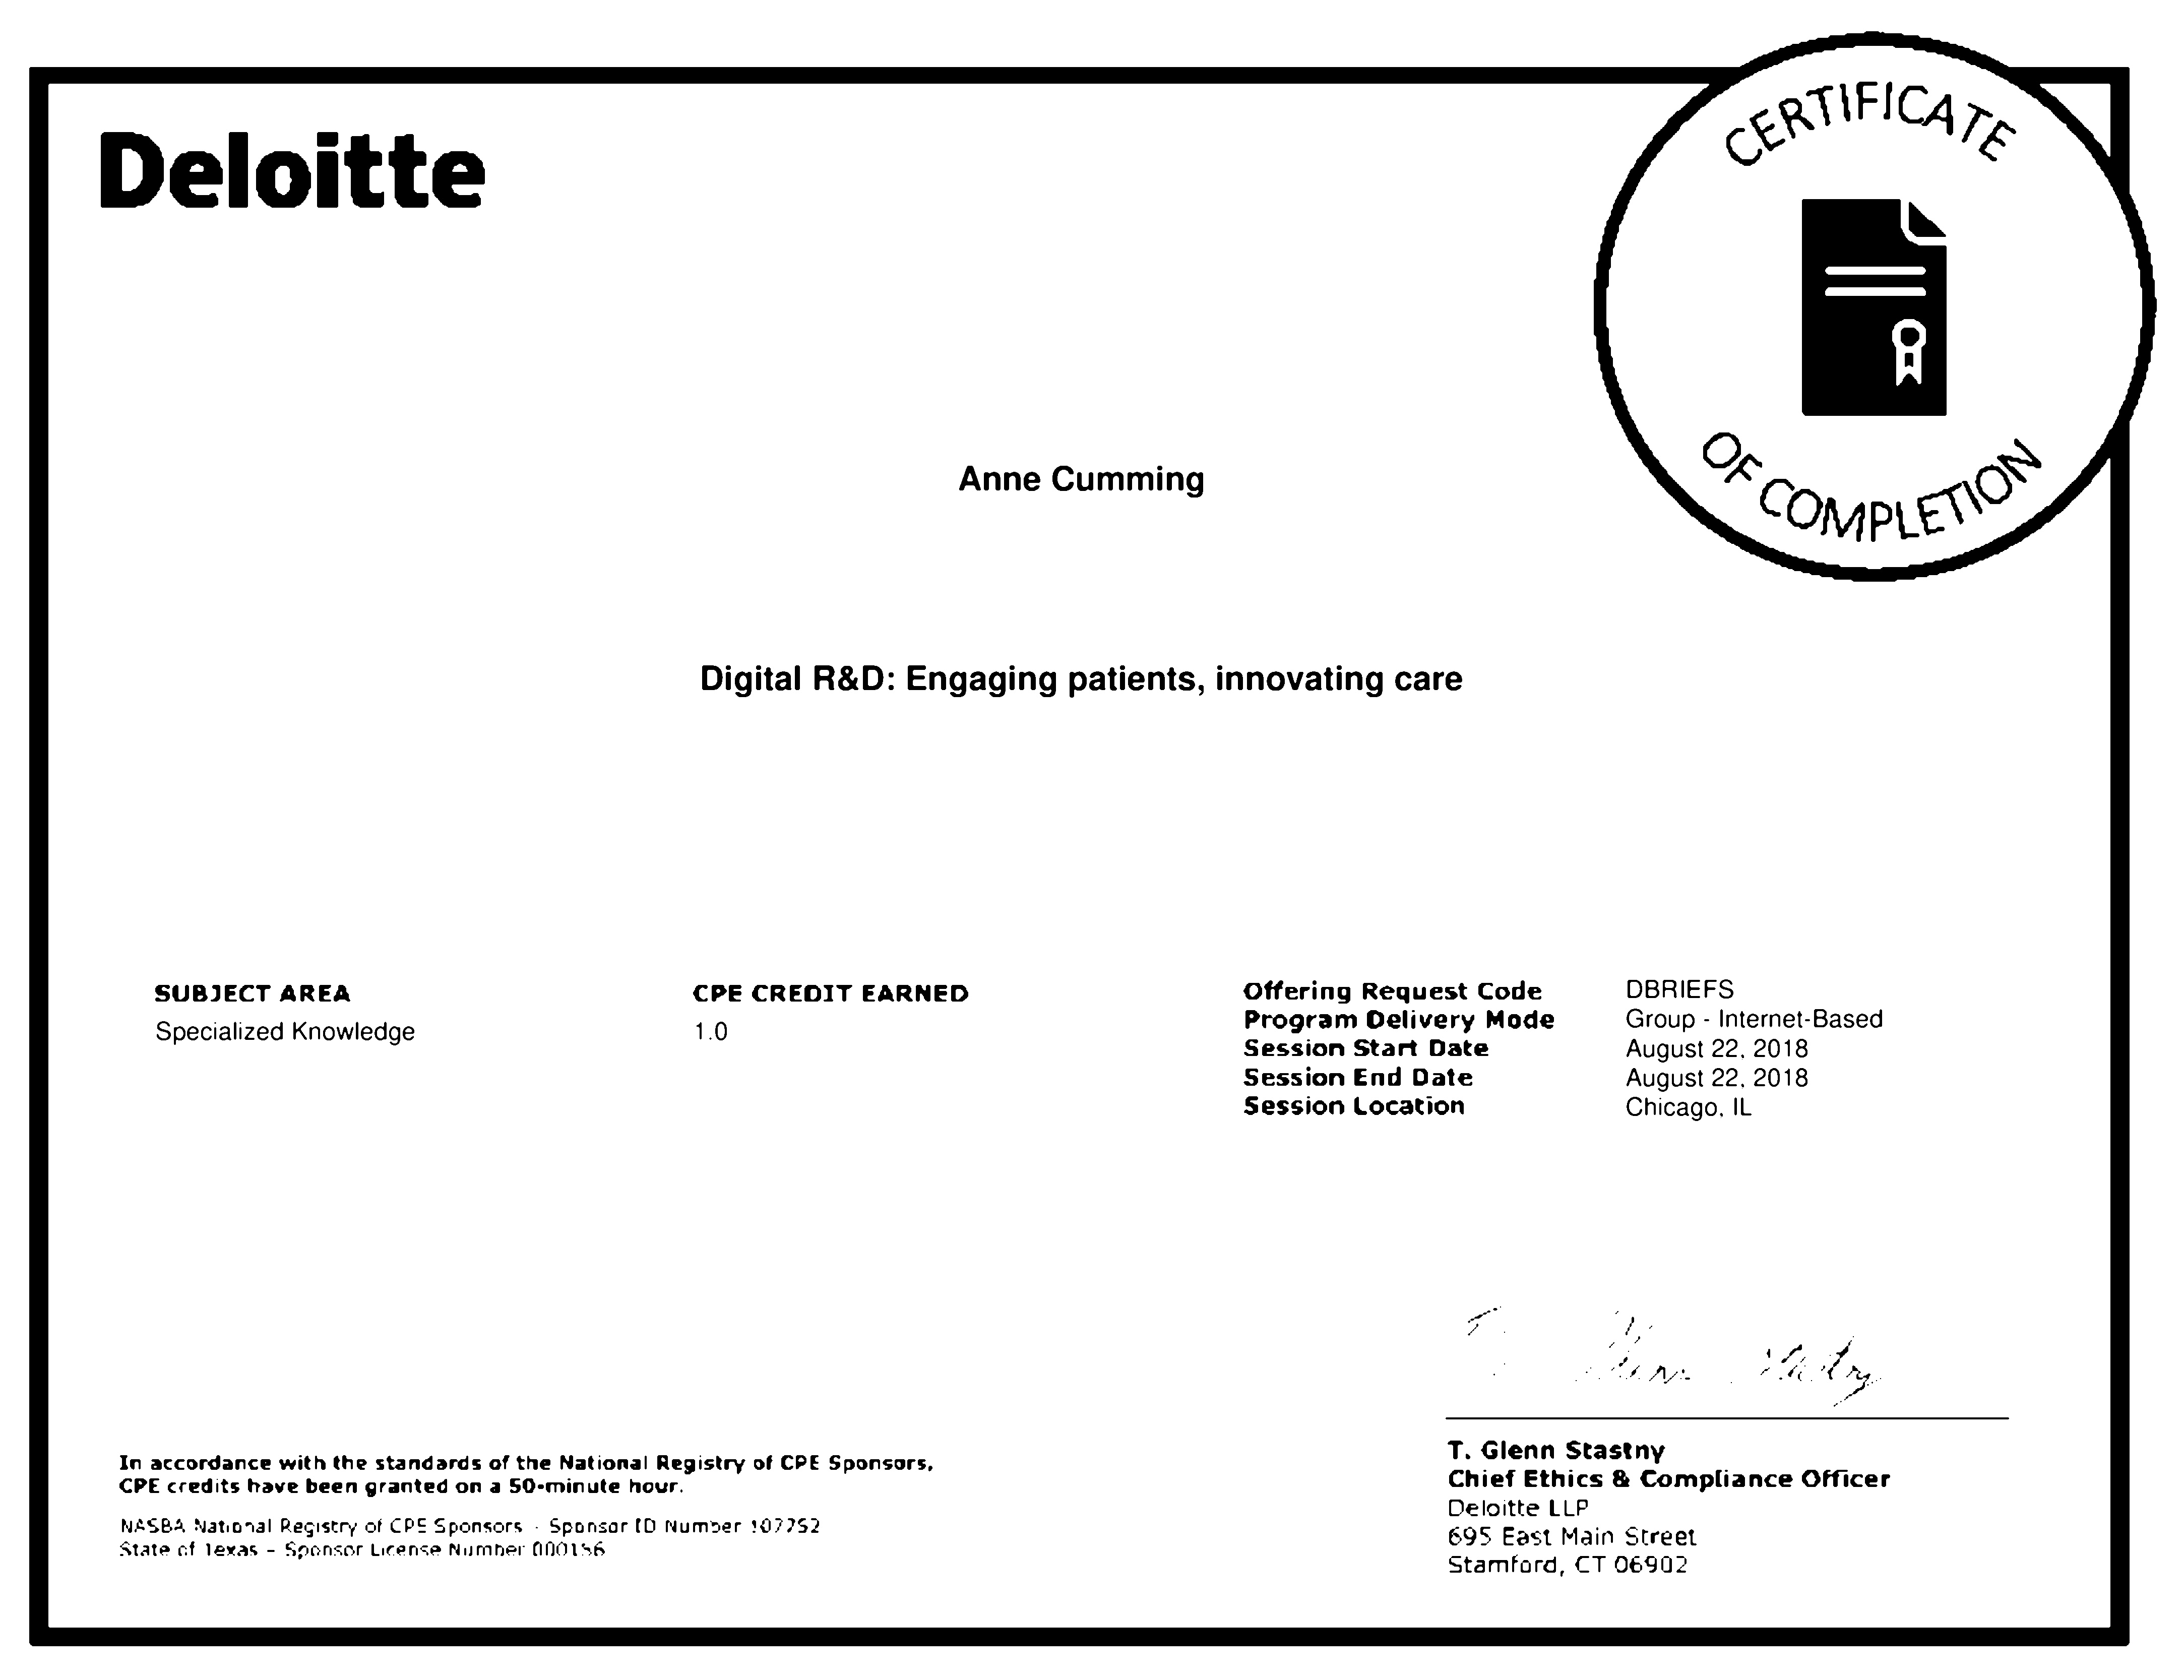 Deloitte
CERTIFICATE
OF COMPLETION
Anne Cumming
Digital R&D: Engaging patients, innovating care
SUBJECT AREA
Specialized Knowledge
CPE CREDIT EARNED
1.0
Offering Request Code DBRIEFS
Program Delivery Mode Group - Internet-Based
Session Start Date August 22, 2018
Session End Date August 22, 2018
Session Location Chicago, IL
T. Glenn Stastny
In accordance with the standards of the National Registry of CPE Sponsors,
CPE credits have been granted on a 50-minute hour.
NASBA National Registry of CPE Sponsors - Sponsor ID Number 107752
State of Texas – Sponsor License Number 000156
T. Glenn Stastny
Chief Ethics & Compliance Officer
Deloitte LLP
695 East Main Street
Stamford, CT 06902